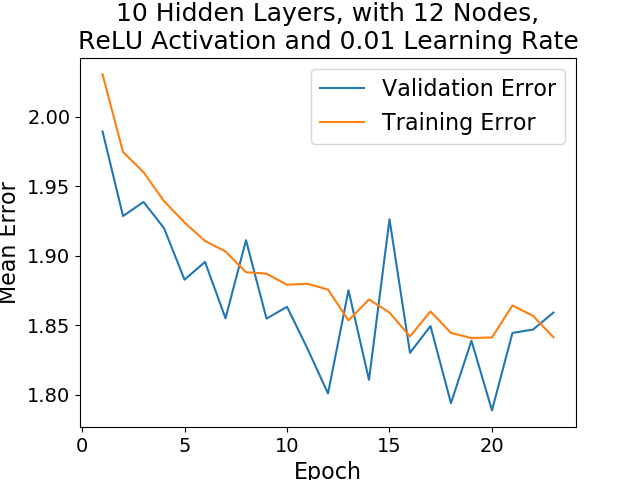 10 Hidden Layers, with 12 Nodes,
ReLU Activation and 0.01 Learning Rate
Validation Error
Training Error
2.00
1.95
1.90
1.85
1.80
Mean Error
0 5 10 15 20
Epoch